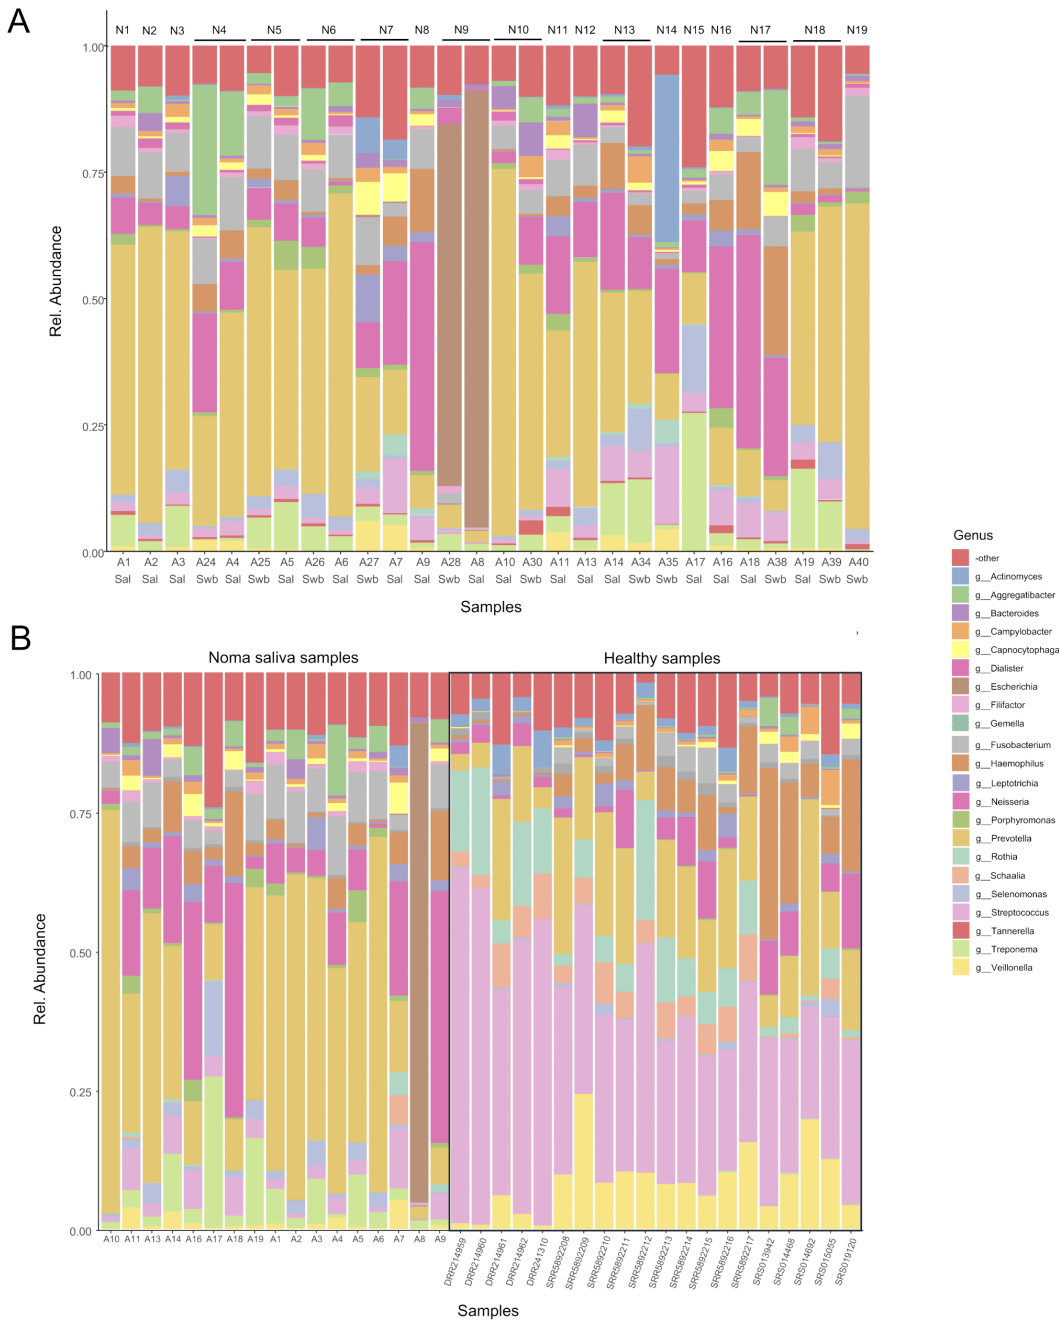 A
N1 N2 N3 N4 N5 N6 N7 N8 N9 N10 N11 N12 N13 N14 N15 N16 N17 N18 N19
1.00
0.75
0.50
0.25
0.00
Rel. Abundance
A1 A2 A3 A24 A4 A25 A5 A26 A6 A27 A7 A9 A28 A8 A10 A30 A11 A13 A14 A34 A35 A17 A16 A18 A38 A19 A39 A40
Sal Sal Sal Swb Sal Swb Sal Swb Sal Swb Sal Sal Swb Sal Sal Swb Sal Sal Sal Swb Swb Sal Sal Sal Swb Sal Swb Swb
Samples
Genus
-other
g__Actinomyces
g__Aggregatibacter
g__Bacteroides
g__Campylobacter
g__Capnocytophaga
g__Dialister
g__Escherichia
g__Filifactor
g__Gemella
g__Fusobacterium
g__Haemophilus
g__Leptotrichia
g__Neisseria
g__Porphyromonas
g__Prevotella
g__Rothia
g__Schaalia
g__Selenomonas
g__Streptococcus
g__Tannerella
g__Treponema
g__Veillonella
B
Noma saliva samples Healthy samples
1.00
0.75
0.50
0.25
0.00
Rel. Abundance
A10 A11 A13 A14 A16 A17 A18 A19 A1 A2 A3 A4 A5 A6 A7 A8 A9 DRR214959 DRR214960 DRR214961 DRR214962 DRR241310 SRR5892208 SRR5892209 SRR5892210 SRR5892211 SRR5892212 SRR5892213 SRR5892214 SRR5892215 SRR5892216 SRR5892217 SRS013942 SRS014468 SRS014692 SRS015055 SRS019120
Samples